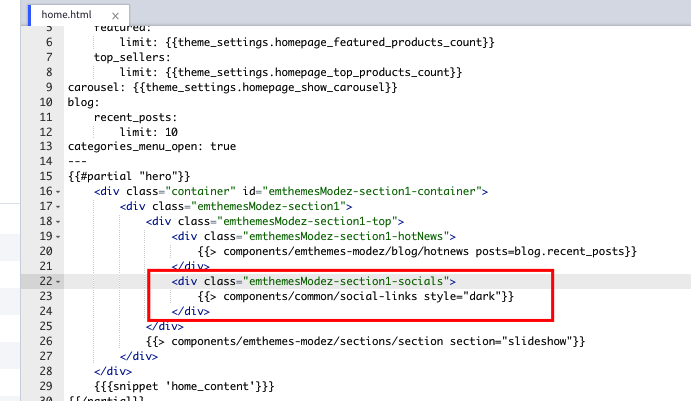 home.html ×
5 featured:
6 limit: {{theme_settings.homepage_featured_products_count}}
7 top_sellers:
8 limit: {{theme_settings.homepage_top_products_count}}
9 carousel: {{theme_settings.homepage_show_carousel}}
10 blog:
11 recent_posts:
12 limit: 10
13 categories_menu_open: true
14 ---
15 {{#partial "hero"}}
16 <div class="container" id="emthemesModez-section1-container">
17 <div class="emthemesModez-section1">
18 <div class="emthemesModez-section1-top">
19 <div class="emthemesModez-section1-hotNews">
20 {{> components/emthemes-modez/blog/hotnews posts=blog.recent_posts}}
21 </div>
22 <div class="emthemesModez-section1-socials">
23 {{> components/common/social-links style="dark"}}
24 </div>
25 </div>
26 {{> components/emthemes-modez/sections/section section="slideshow"}}
27 </div>
28 </div>
29 {{{snippet 'home_content'}}}
30 {{/partial}}